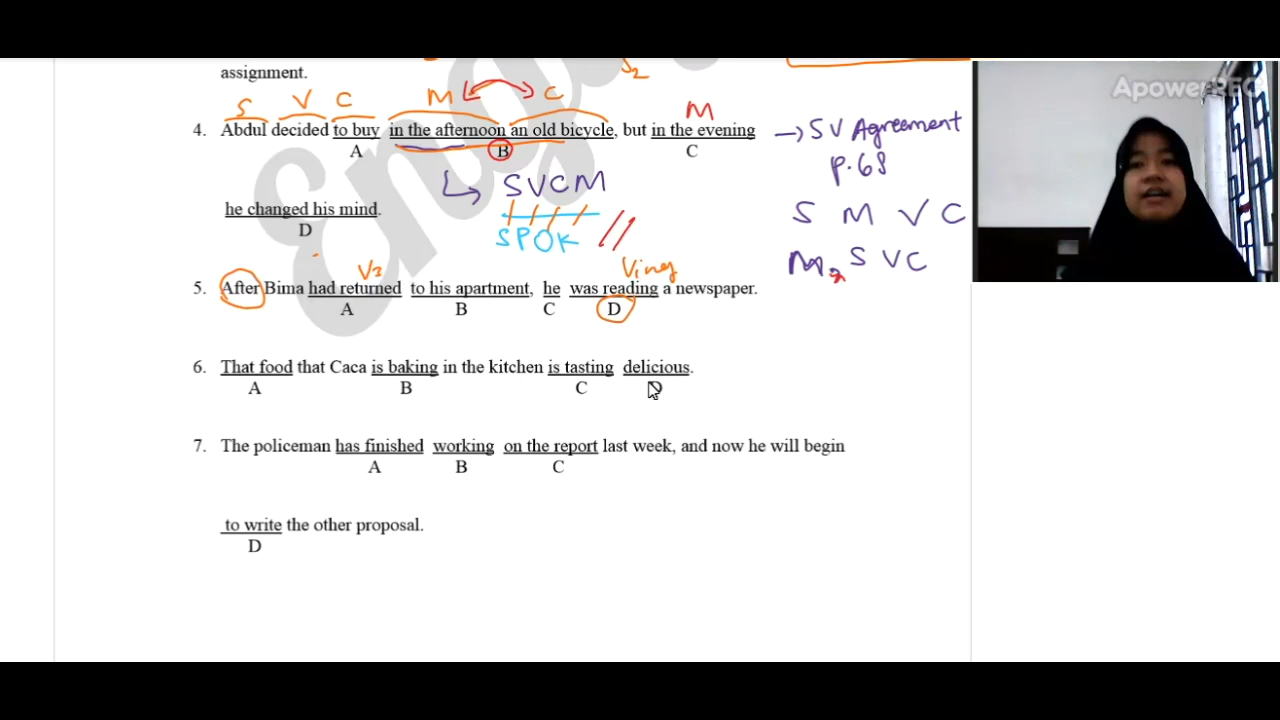 assignment.
S V C M C M
4. Abdul decided to buy in the afternoon an old bicycle, but in the evening
A B C
→ SV Agreement
p.68
↳ SVCM
SPOK
S M V C
M, S VC
he changed his mind.
D
V3 Ving
5. After Bima had returned to his apartment, he was reading a newspaper.
A B C D
6. That food that Caca is baking in the kitchen is tasting delicious.
A B C D
7. The policeman has finished working on the report last week, and now he will begin
A B C
to write the other proposal.
D